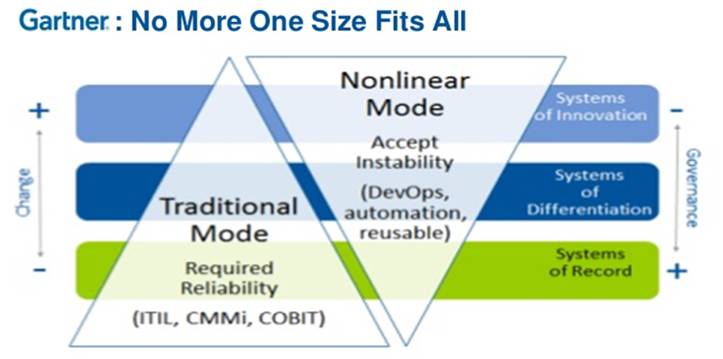 Gartner : No More One Size Fits All
Nonlinear
Mode
Accept
Instability
(DevOps,
automation,
reusable)
Traditional
Mode
Required
Reliability
(ITIL, CMMi, COBIT)
Systems
of Innovation
Systems
of
Differentiation
Systems
of Record
+
Change
-
-
Governance
+